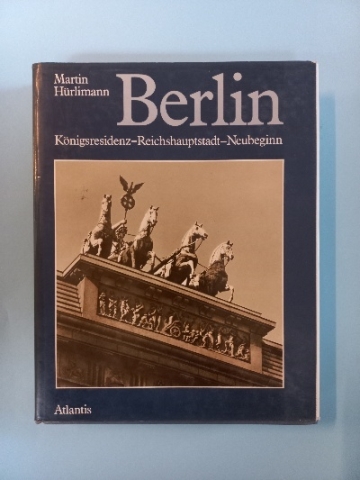 Martin
Hürlimann
Berlin
Königsresidenz–Reichshauptstadt–Neubeginn
Atlantis